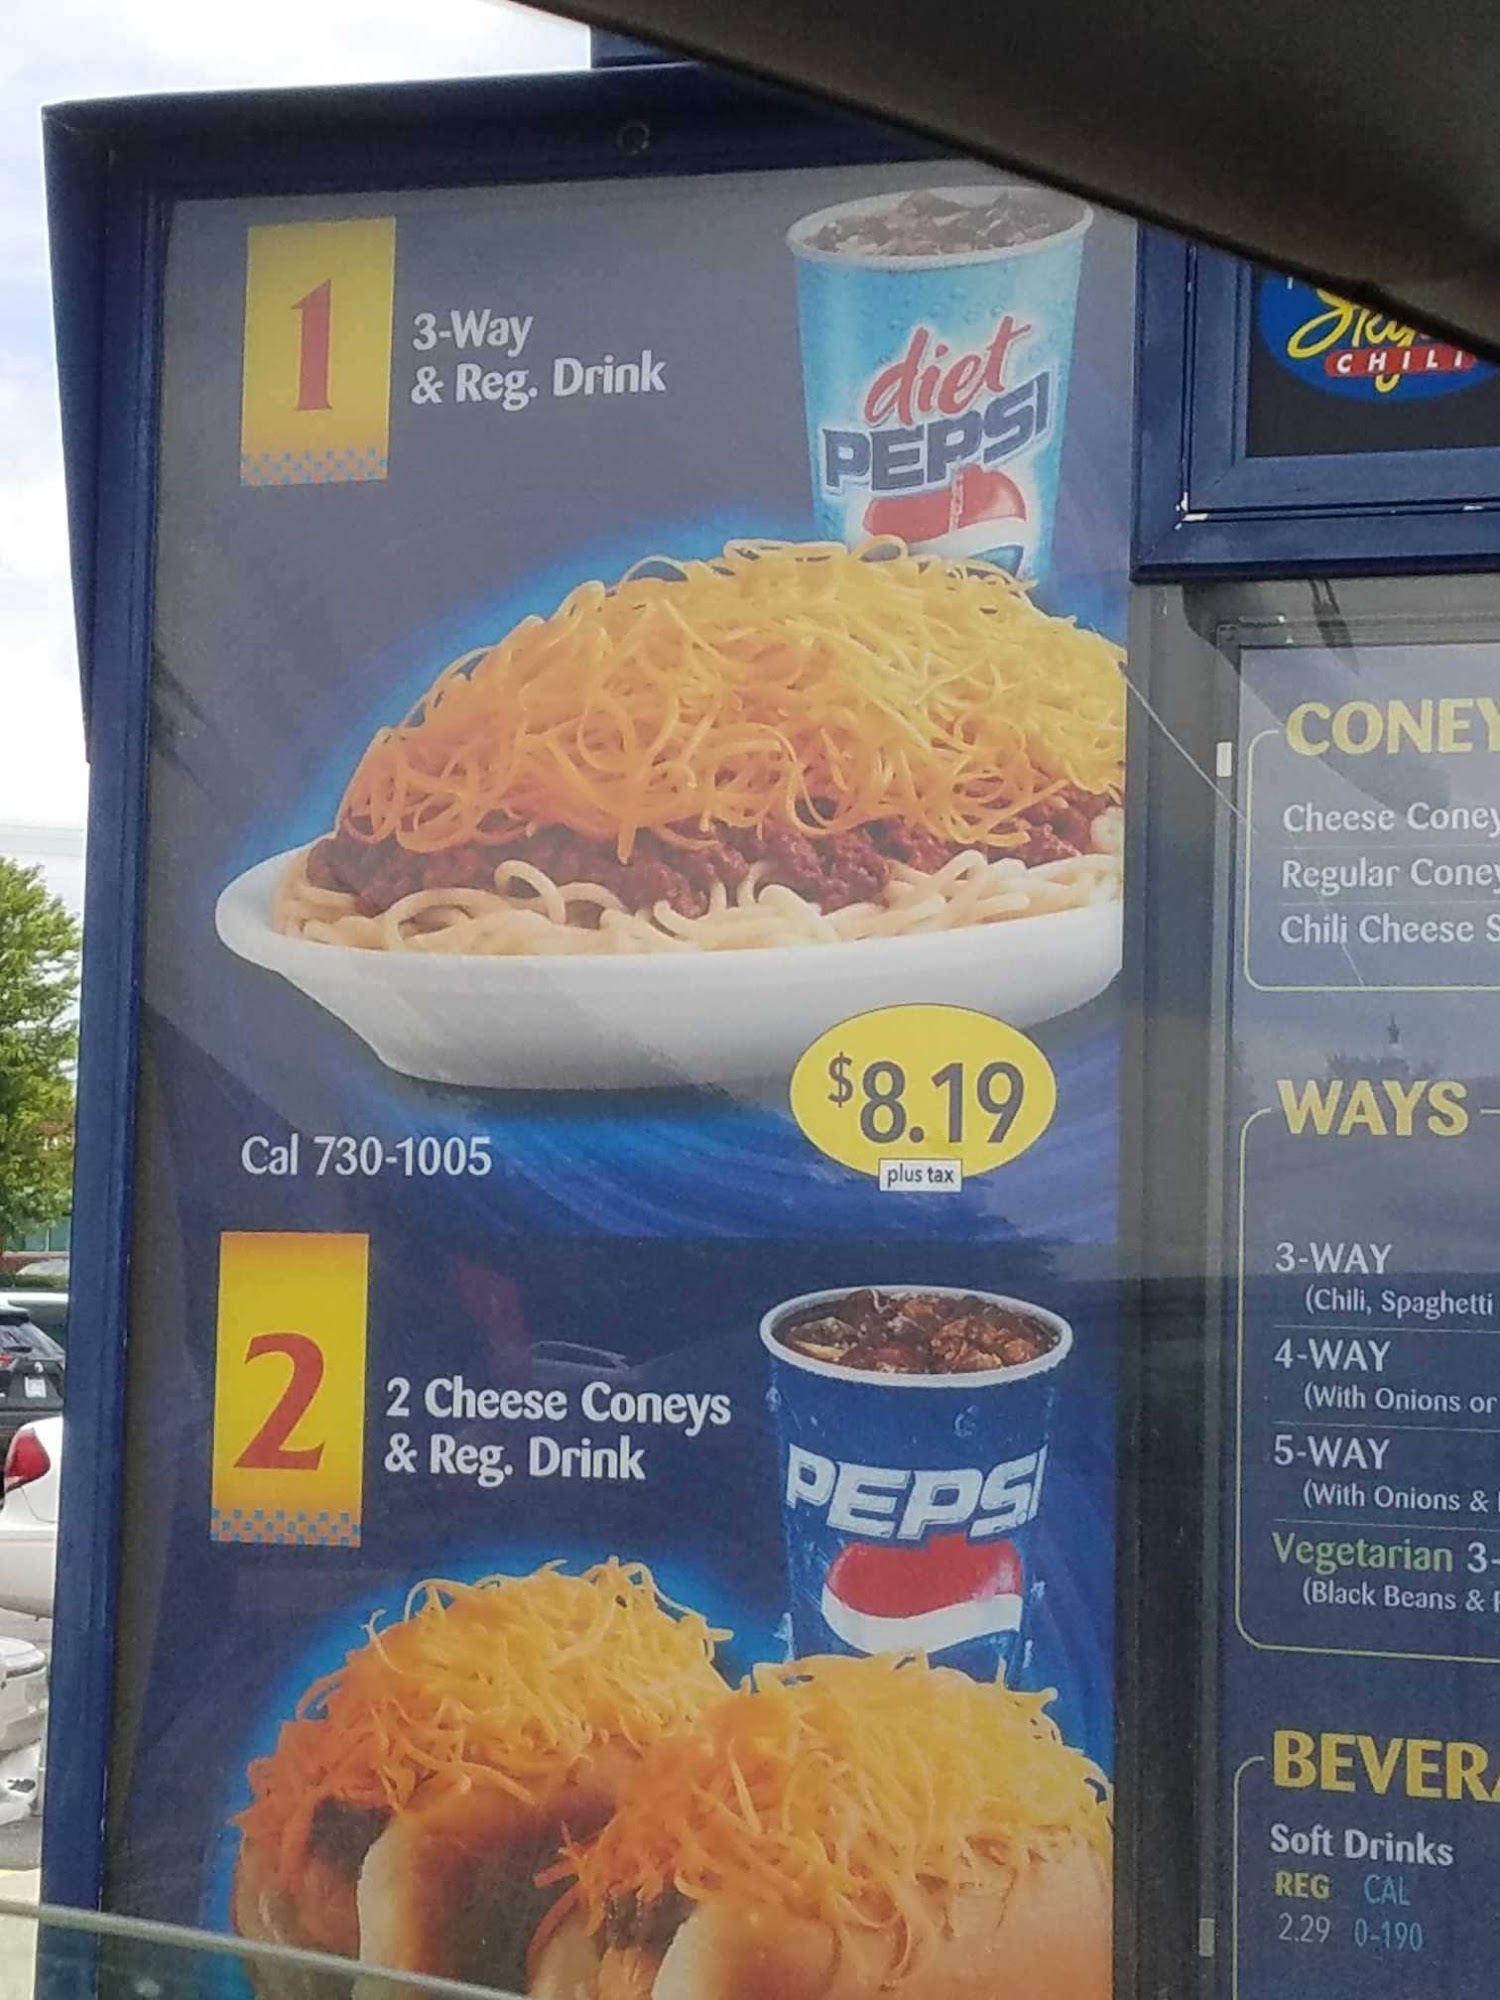 1
3-Way
& Reg. Drink
diet
PEPSI
$8.19
plus tax
Cal 730-1005
2
2 Cheese Coneys
& Reg. Drink
PEPSI
CHILI
CONEY
Cheese Coney
Regular Coney
Chili Cheese S
WAYS
3-WAY
(Chili, Spaghetti
4-WAY
(With Onions or
5-WAY
(With Onions &
Vegetarian 3-
(Black Beans &
BEVERA
Soft Drinks
REG CAL
2.29 0-190